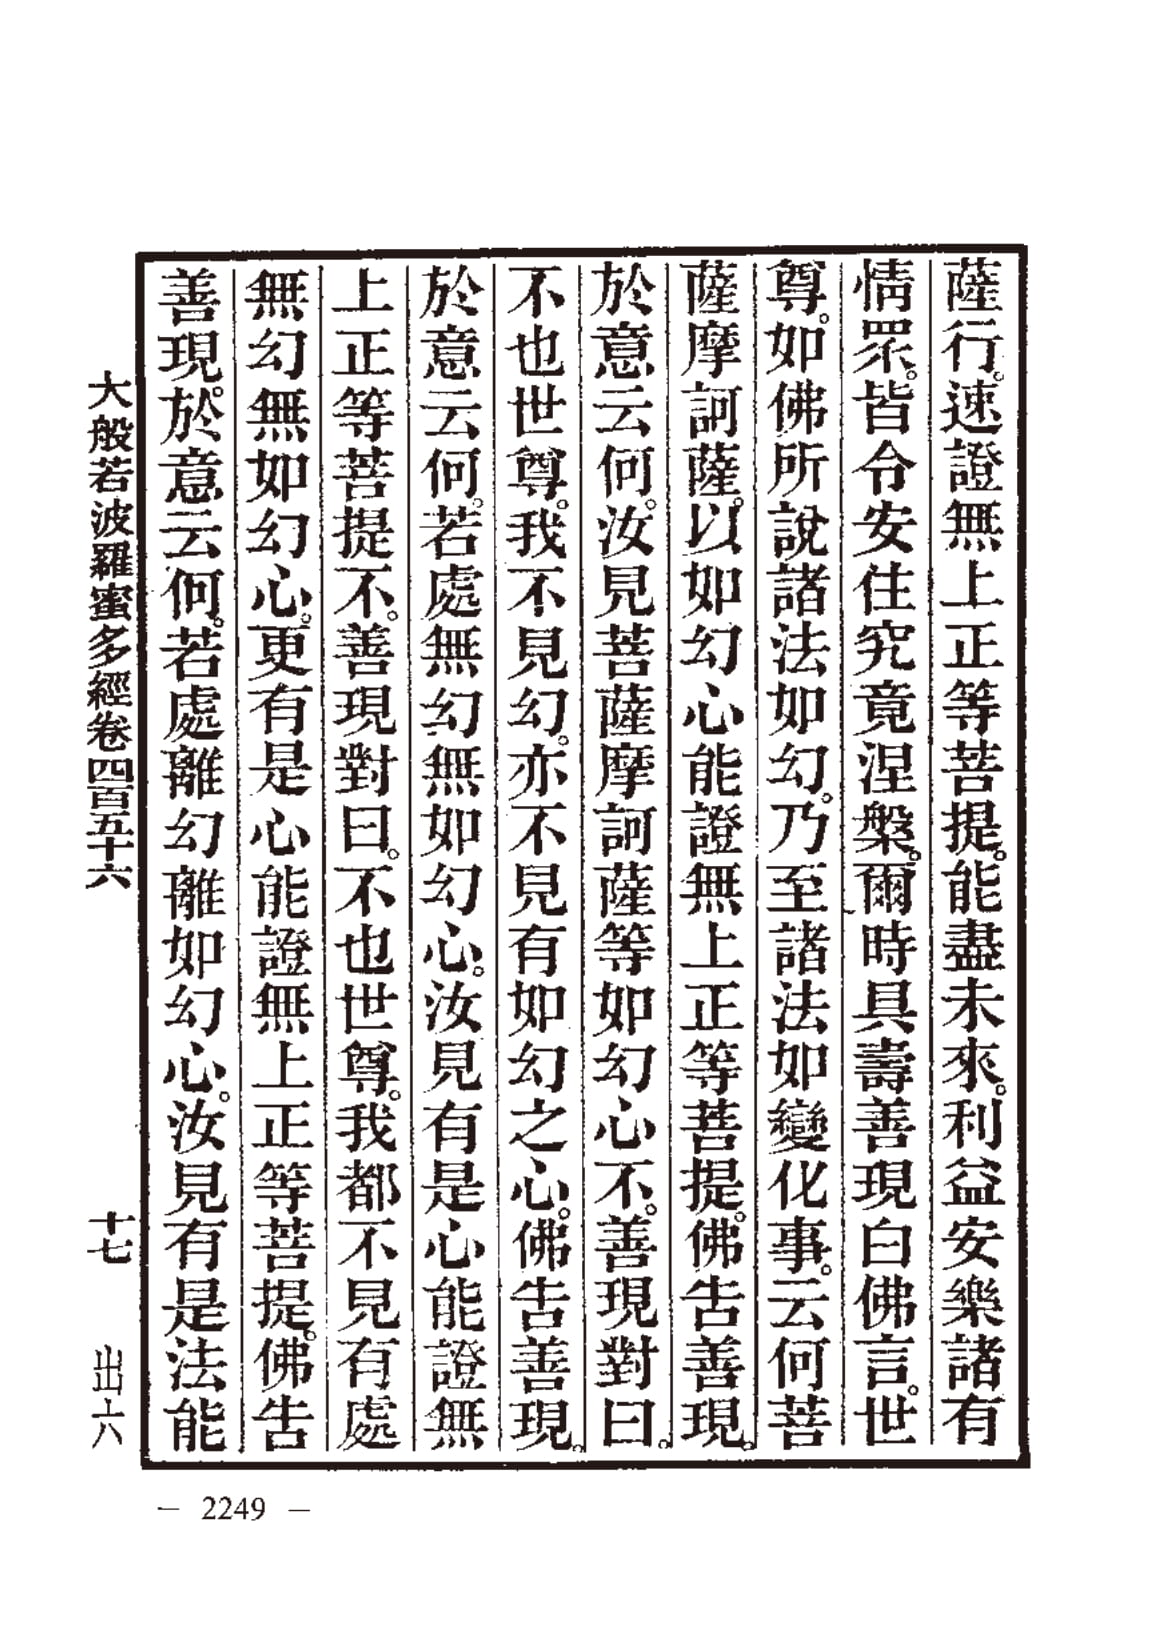 薩行。速證無上正等菩提。能盡未來。利益安樂諸有
情眾。皆令安住究竟涅槃。爾時具壽善現白佛言。世
尊。如佛所說諸法如幻。乃至諸法如變化事。云何菩
薩摩訶薩。以如幻心能證無上正等菩提。佛告善現。
於意云何。汝見菩薩摩訶薩等如幻心不。善現對曰。
不也世尊。我不見幻。亦不見有如幻之心。佛告善現。
於意云何。若處無幻無如幻心。汝見有是心能證無
上正等菩提不。善現對曰。不也世尊。我都不見有處
無幻無如幻心。更有是心能證無上正等菩提。佛告
善現。於意云何。若處離幻離如幻心。汝見有是法能
大般若波羅蜜多經卷四百五十六 十七 出六
— 2249 —